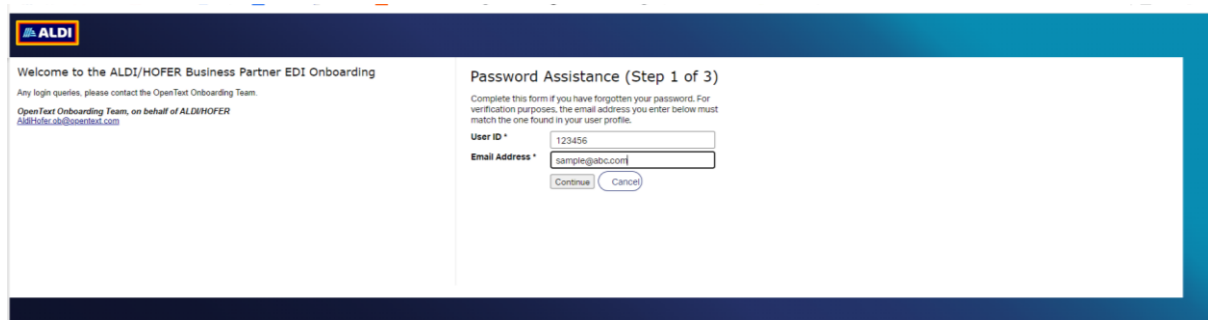 ALDI
Welcome to the ALDI/HOFER Business Partner EDI Onboarding
Any login queries, please contact the OpenText Onboarding Team.
OpenText Onboarding Team, on behalf of ALDI/HOFER
AldiHofer.ob@opentext.com
Password Assistance (Step 1 of 3)
Complete this form if you have forgotten your password. For
verification purposes, the email address you enter below must
match the one found in your user profile.
User ID * 123456
Email Address * sample@abc.com
Continue Cancel